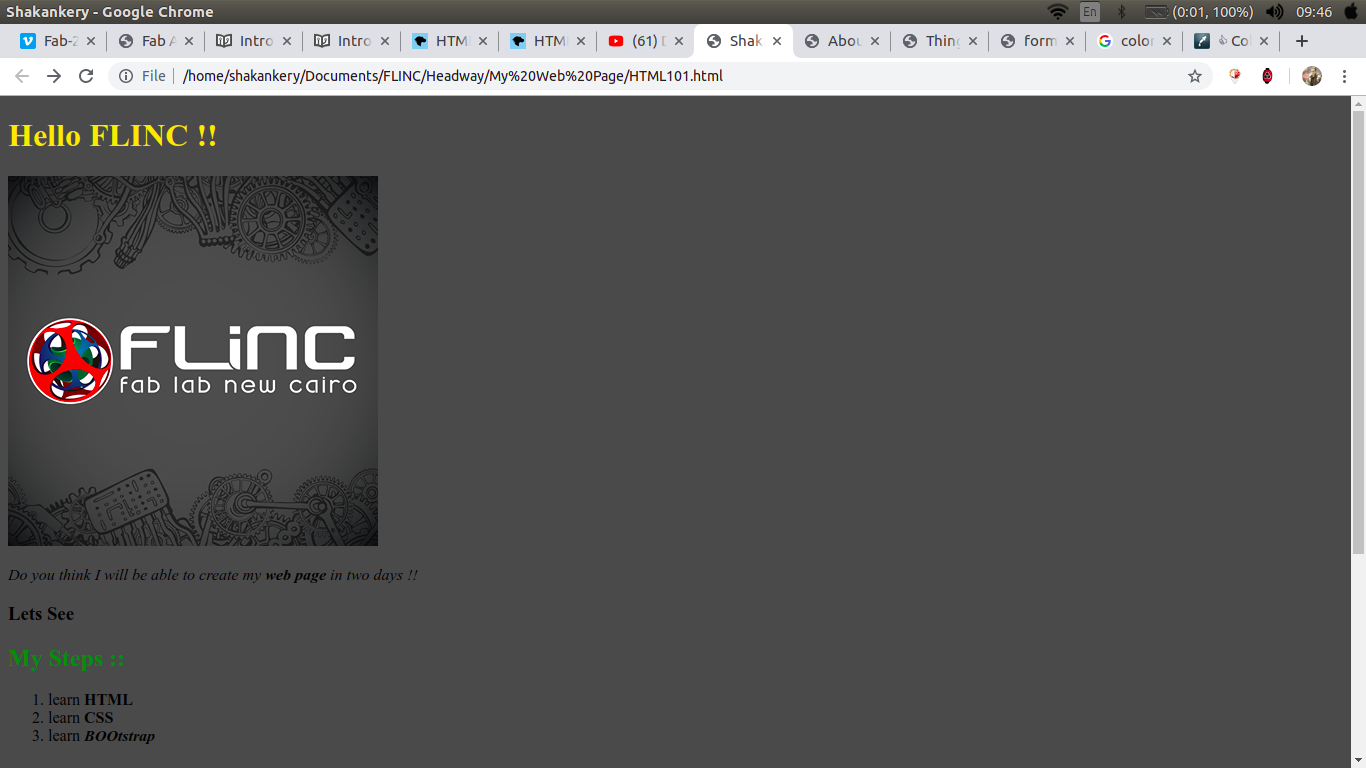 Shakankery - Google Chrome
En (0:01, 100%) 09:46
Fab-2 Fab A Intro Intro HTM HTM (61) D Shak Abou Thing form color Co
File /home/shakankery/Documents/FLINC/Headway/My%20Web%20Page/HTML101.html
Hello FLINC !!
FLiNC
fab lab new cairo
Do you think I will be able to create my web page in two days !!
Lets See
My Steps ::
1. learn HTML
2. learn CSS
3. learn BOOtstrap